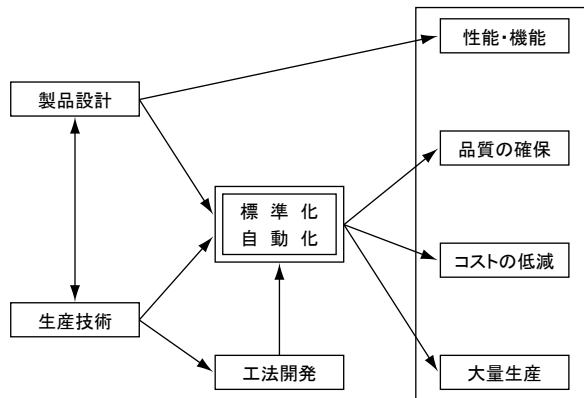 性能・機能
製品設計
品質の確保
標準化
自動化
コストの低減
生産技術
工法開発
大量生産